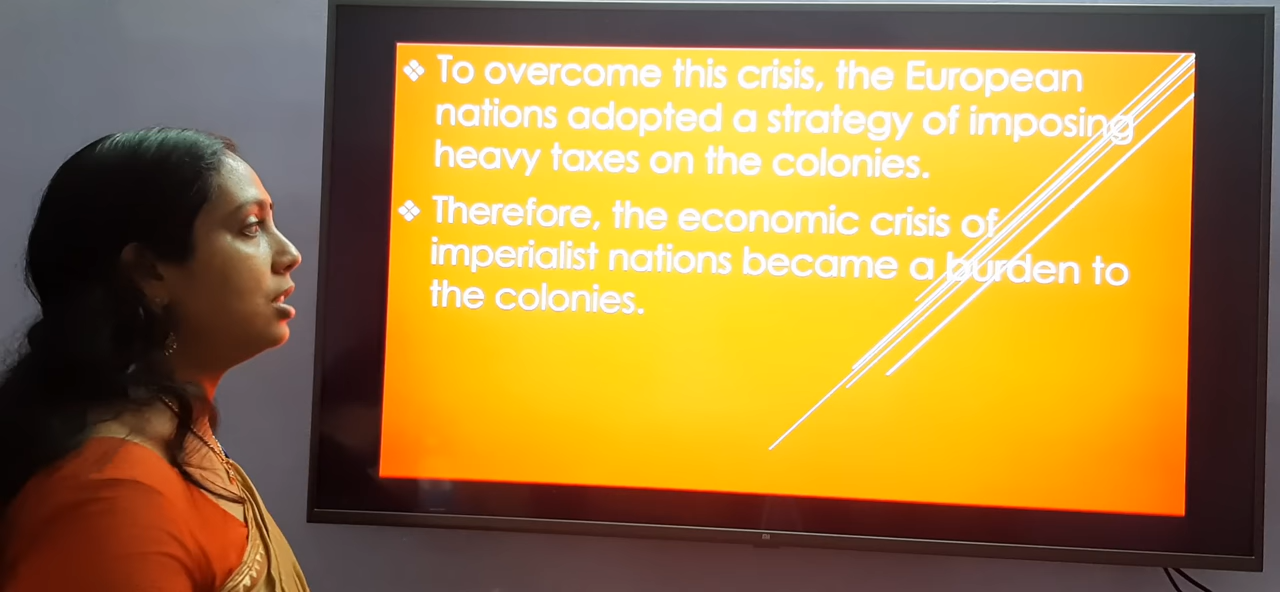 To overcome this crisis, the European
nations adopted a strategy of imposing
heavy taxes on the colonies.
Therefore, the economic crisis of
imperialist nations became a burden to
the colonies.
mi